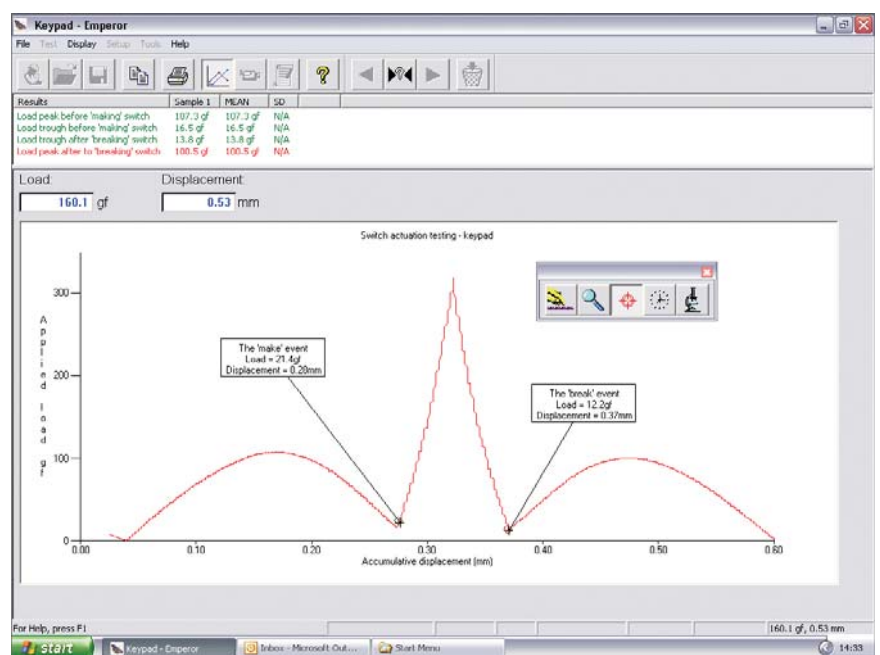 Keypad - Emperor
File Test Display Setup Tools Help
Results Sample 1 MEAN SD
Load peak before 'making' switch 107.3 gf 107.3 gf N/A
Load trough before 'making' switch 16.5 gf 16.5 gf N/A
Load trough after 'breaking' switch 13.8 gf 13.8 gf N/A
Load peak after to 'breaking' switch 100.5 gf 100.5 gf N/A
Load: Displacement:
160.1 gf 0.53 mm
Switch actuation testing - keypad
300
200
100
0
Applied load gf
The 'make' event
Load = 21.4gf
Displacement = 0.28mm
The 'break' event
Load = 12.2gf
Displacement = 0.37mm
0.00 0.10 0.20 0.30 0.40 0.50 0.60
Accumulative displacement (mm)
For Help, press F1 160.1 gf, 0.53 mm
start Keypad - Emperor Inbox - Microsoft Out... Start Menu 14:33